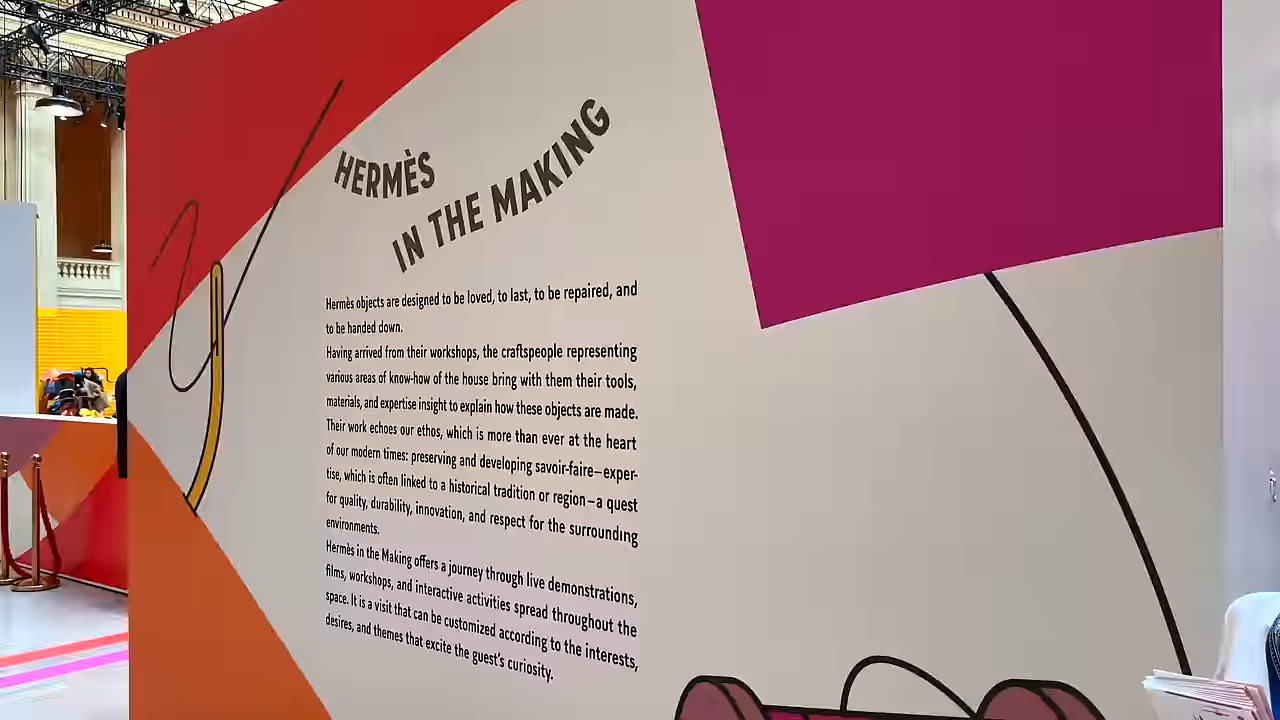 HERMÈS
IN THE MAKING
Hermès objects are designed to be loved, to last, to be repaired, and
to be handed down.
Having arrived from their workshops, the craftspeople representing
various areas of know-how of the house bring with them their tools,
materials, and expertise insight to explain how these objects are made.
Their work echoes our ethos, which is more than ever at the heart
of our modern times: preserving and developing savoir-faire—exper-
tise, which is often linked to a historical tradition or region—a quest
for quality, durability, innovation, and respect for the surrounding
environments.
Hermès in the Making offers a journey through live demonstrations,
films, workshops, and interactive activities spread throughout the
space. It is a visit that can be customized according to the interests,
desires, and themes that excite the guest's curiosity.